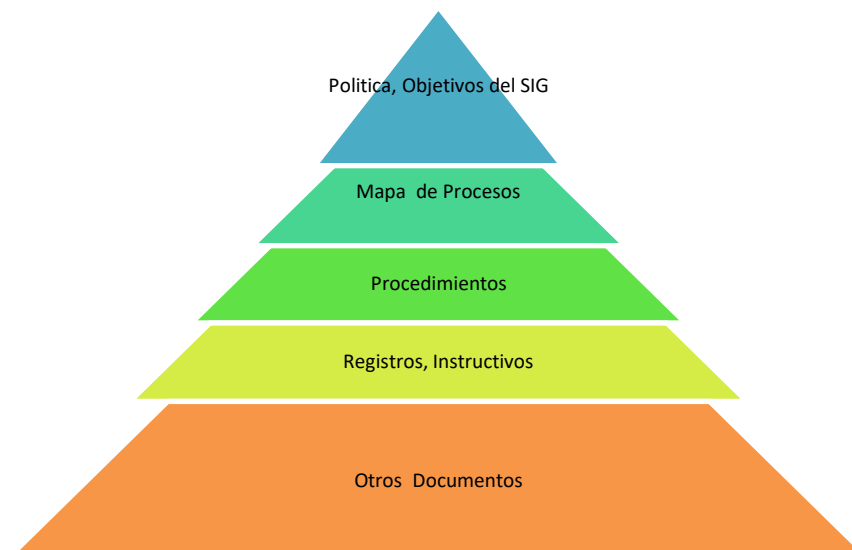 Politica, Objetivos del SIG
Mapa  de Procesos
Procedimientos
Registros, Instructivos
Otros  Documentos